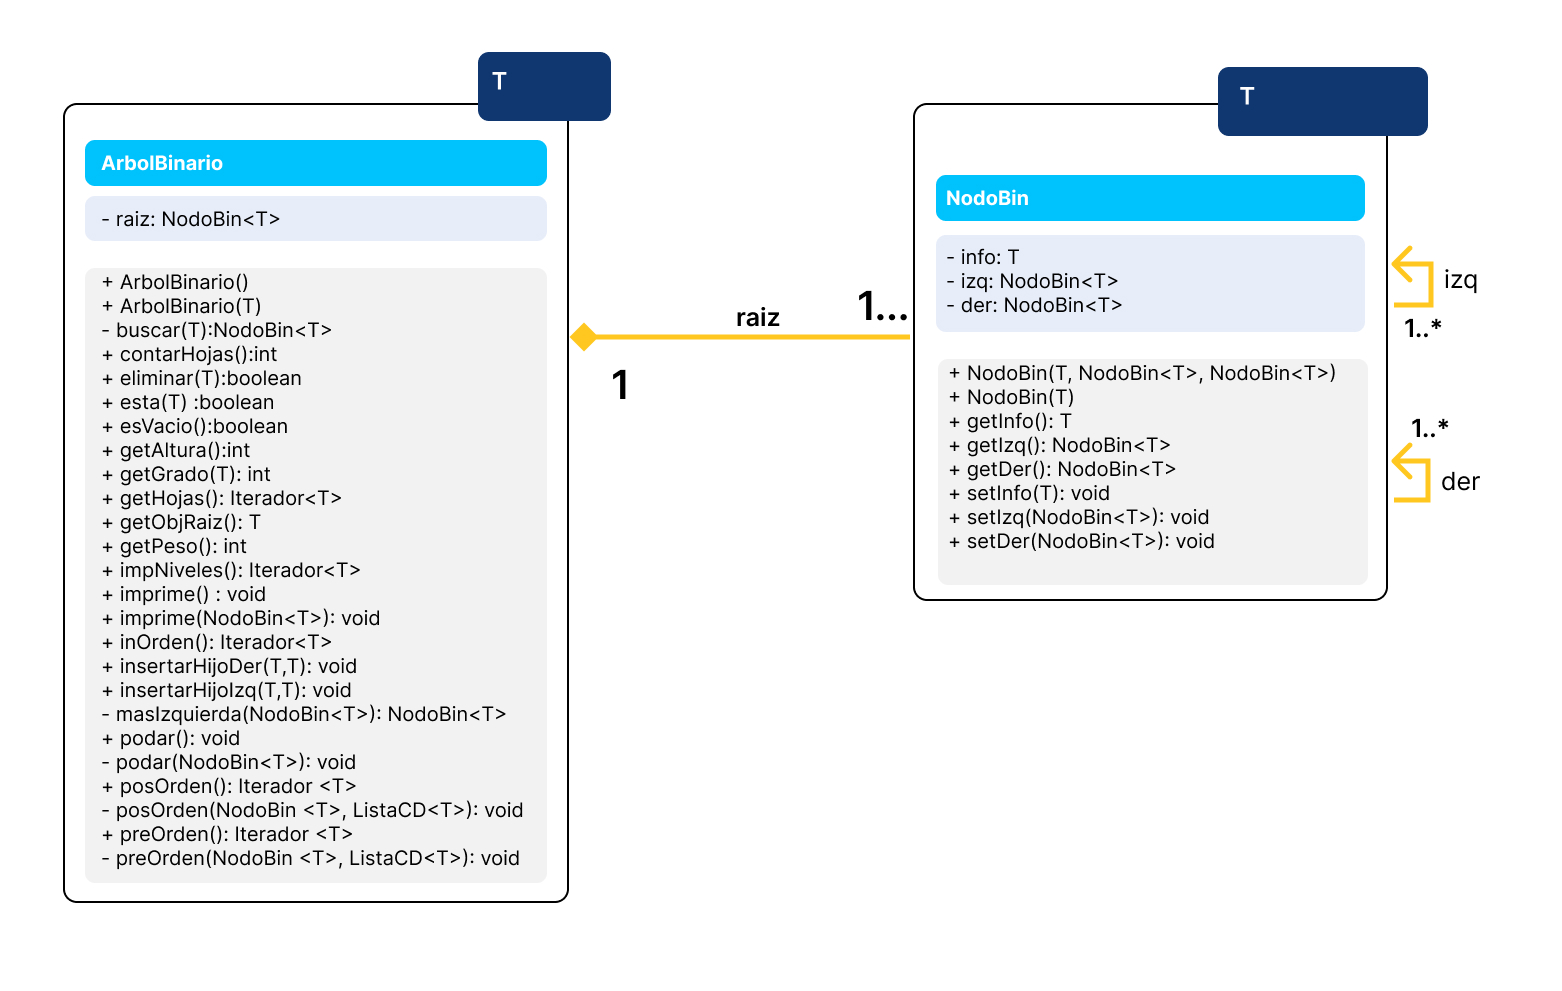 T
ArbolBinario
- raiz: NodoBin<T>
+ ArbolBinario()
+ ArbolBinario(T)
- buscar(T):NodoBin<T>
+ contarHojas():int
+ eliminar(T):boolean
+ esta(T) :boolean
+ esVacio():boolean
+ getAltura():int
+ getGrado(T): int
+ getHojas(): Iterador<T>
+ getObjRaiz(): T
+ getPeso(): int
+ impNiveles(): Iterador<T>
+ imprime() : void
+ imprime(NodoBin<T>): void
+ inOrden(): Iterador<T>
+ insertarHijoDer(T,T): void
+ insertarHijoIzq(T,T): void
- masIzquierda(NodoBin<T>): NodoBin<T>
+ podar(): void
- podar(NodoBin<T>): void
+ posOrden(): Iterador <T>
- posOrden(NodoBin <T>, ListaCD<T>): void
+ preOrden(): Iterador <T>
- preOrden(NodoBin <T>, ListaCD<T>): void
raiz
1...
1
T
NodoBin
- info: T
- izq: NodoBin<T>
- der: NodoBin<T>
+ NodoBin(T, NodoBin<T>, NodoBin<T>)
+ NodoBin(T)
+ getInfo(): T
+ getIzq(): NodoBin<T>
+ getDer(): NodoBin<T>
+ setInfo(T): void
+ setIzq(NodoBin<T>): void
+ setDer(NodoBin<T>): void
izq
1..*
1..*
der